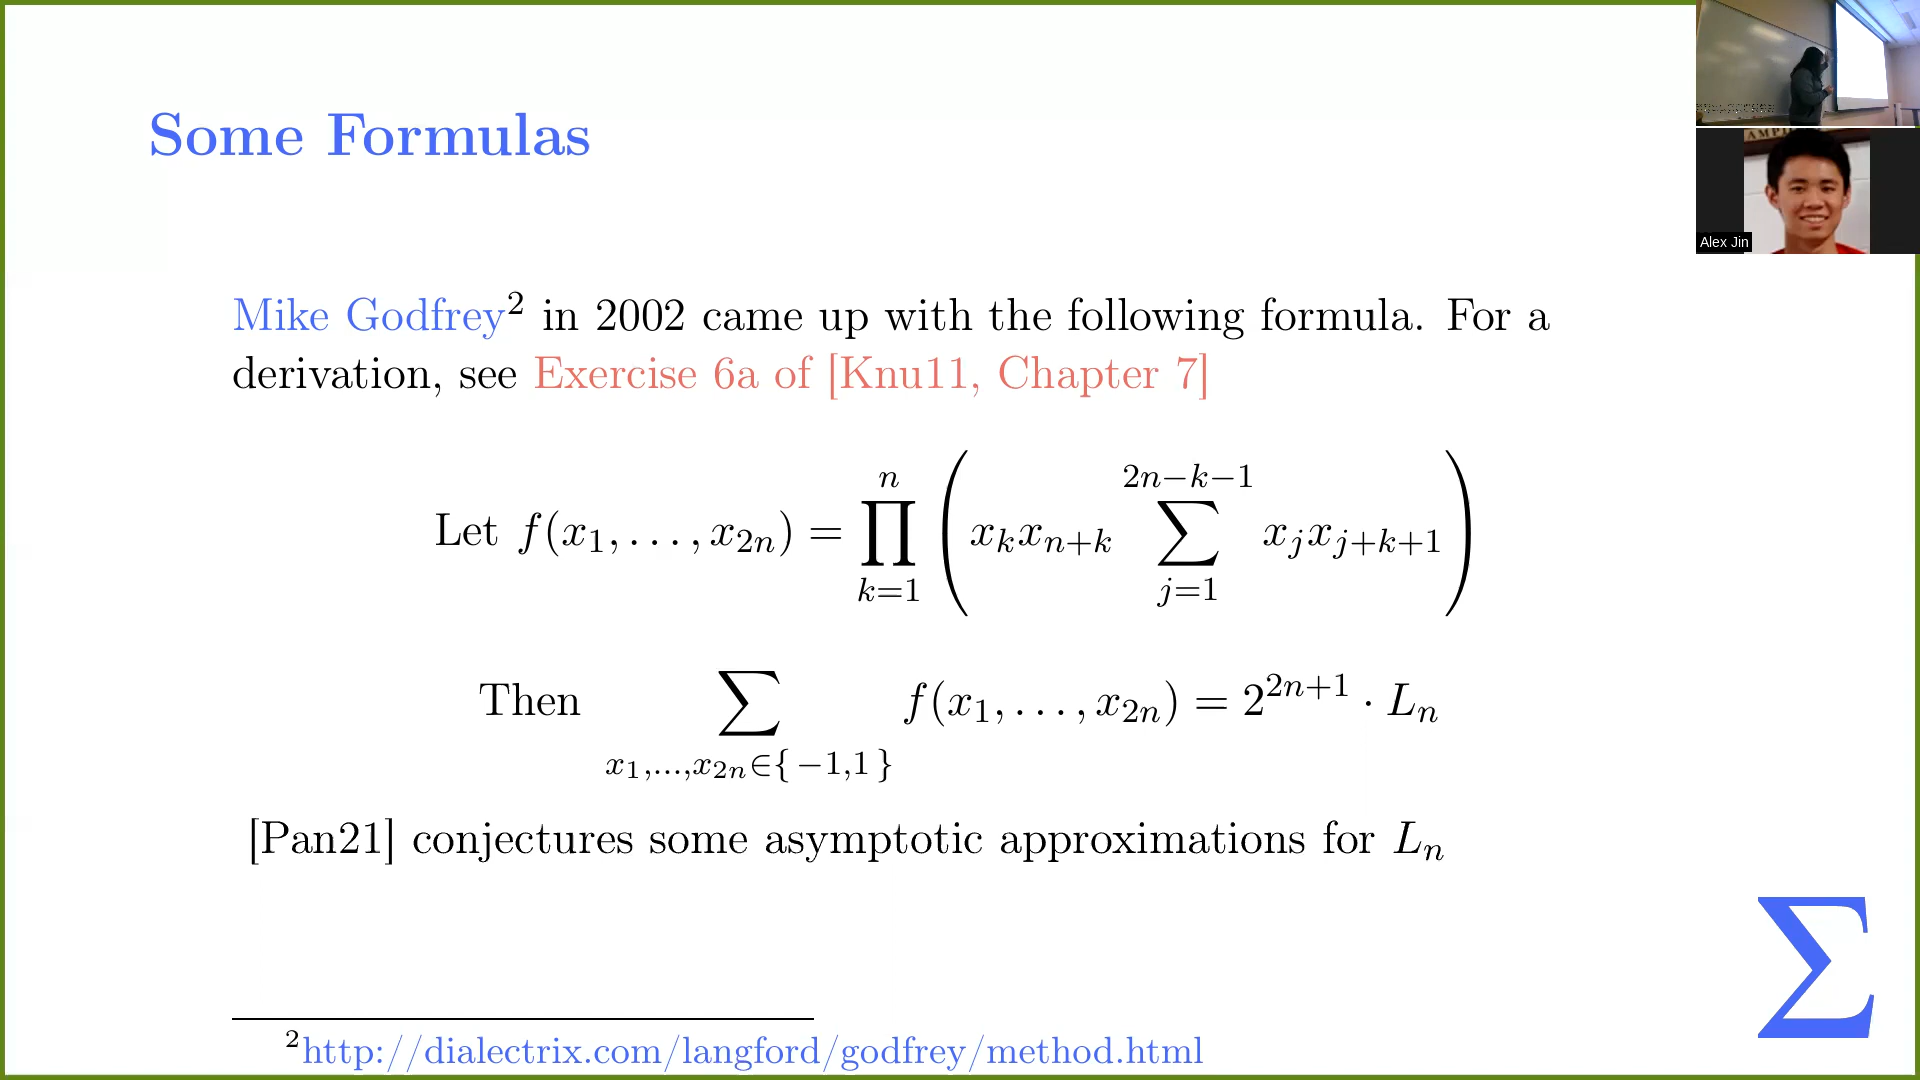 Some Formulas
AMP
Alex Jin
Mike Godfrey² in 2002 came up with the following formula. For a
derivation, see Exercise 6a of [Knu11, Chapter 7]
Let f(x₁, . . . , x₂ₙ) = ∏ₖ₌₁ⁿ (xₖxₙ₊ₖ ∑ⱼ₌₁²ⁿ⁻ᵏ⁻¹ xⱼxⱼ₊ₖ₊₁)
Then ∑_{x₁,...,x₂ₙ∈{−1,1}} f(x₁, . . . , x₂ₙ) = 2²ⁿ⁺¹ · Lₙ
[Pan21] conjectures some asymptotic approximations for Lₙ
Σ
²http://dialectrix.com/langford/godfrey/method.html